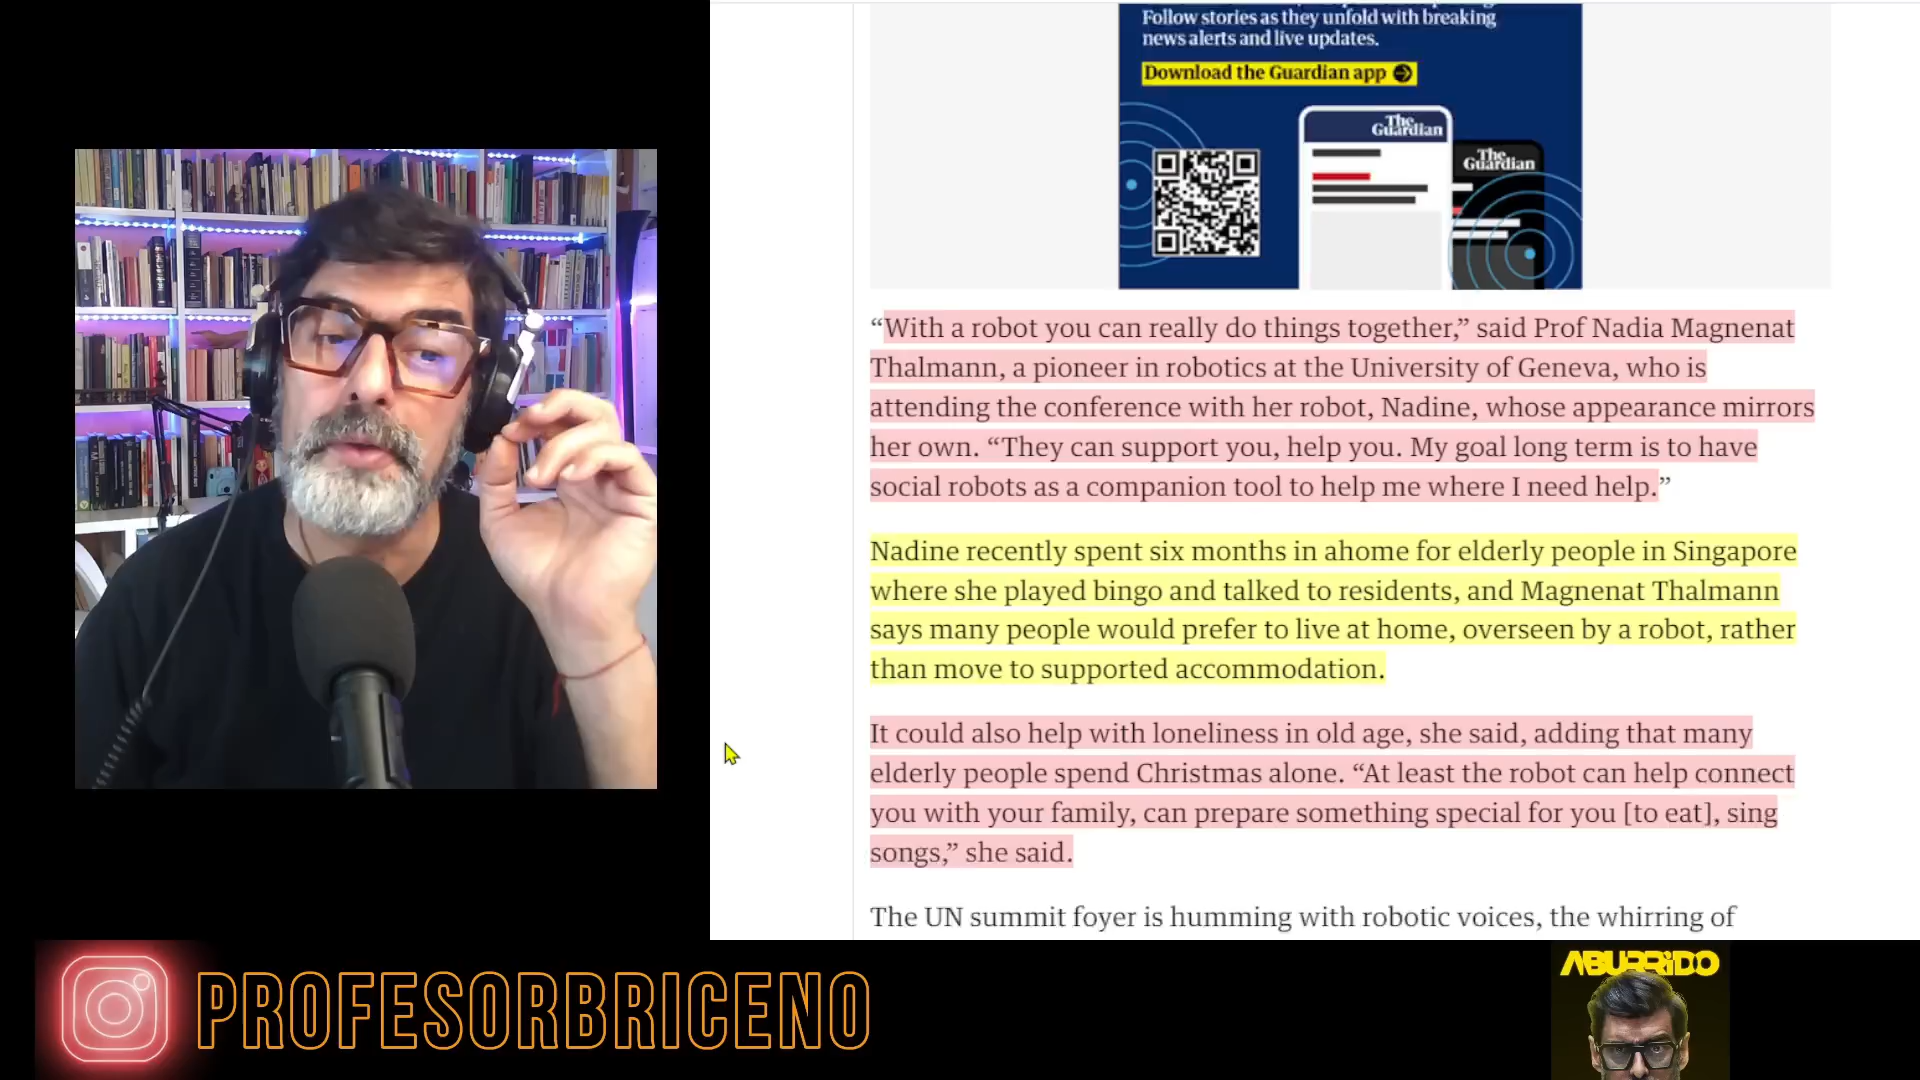 Follow stories as they unfold with breaking
news alerts and live updates.
Download the Guardian app
The
Guardian
The
Guardian
“With a robot you can really do things together,” said Prof Nadia Magnenat
Thalmann, a pioneer in robotics at the University of Geneva, who is
attending the conference with her robot, Nadine, whose appearance mirrors
her own. “They can support you, help you. My goal long term is to have
social robots as a companion tool to help me where I need help.”
Nadine recently spent six months in ahome for elderly people in Singapore
where she played bingo and talked to residents, and Magnenat Thalmann
says many people would prefer to live at home, overseen by a robot, rather
than move to supported accommodation.
It could also help with loneliness in old age, she said, adding that many
elderly people spend Christmas alone. “At least the robot can help connect
you with your family, can prepare something special for you [to eat], sing
songs,” she said.
The UN summit foyer is humming with robotic voices, the whirring of
PROFESORBRICENO
ABURRiDO